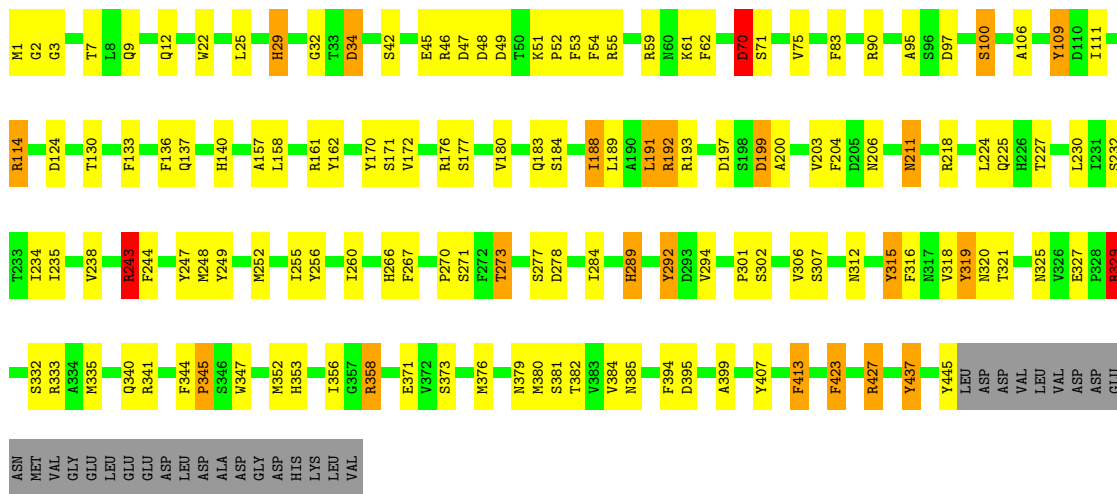 M1 G2 G3 T7 L8 Q9 Q12 W22 L25 H29 G32 T33 D34 S42 E45 R46 D47 D48 D49 T50 K51 P52 F53 F54 R55 R59 N60 K61 F62 D70 S71 V75 F83 R90 A95 S96 D97 S100 A106 Y109 D110 I111
R114 D124 T130 F133 F136 Q137 H140 A157 L158 R161 Y162 Y170 S171 V172 R176 S177 V180 Q183 S184 I188 L189 A190 L191 R192 R193 D197 S198 D199 A200 V203 F204 D205 N206 N211 R218 L224 Q225 H226 T227 L230 I231 S232
T233 I234 I235 V238 R243 F244 Y247 M248 Y249 M252 I255 Y256 I260 H266 F267 P270 S271 F272 T273 S277 D278 I284 H289 Y292 D293 V294 P301 S302 V306 S307 N312 Y315 F316 N317 V318 Y319 N320 T321 N325 V326 E327 P328 R329
S332 R333 A334 M335 Q340 R341 F344 P345 S346 W347 M352 H353 I356 G357 R358 E371 V372 S373 M376 N379 M380 S381 T382 V383 V384 N385 F394 D395 A399 Y407 F413 F423 R427 Y437 Y445 LEU ASP ASP VAL LEU VAL ASP ASP GLU
ASN MET VAL GLY GLU LEU GLU GLU ASP LEU ASP ALA ASP GLY ASP HIS LYS LEU VAL